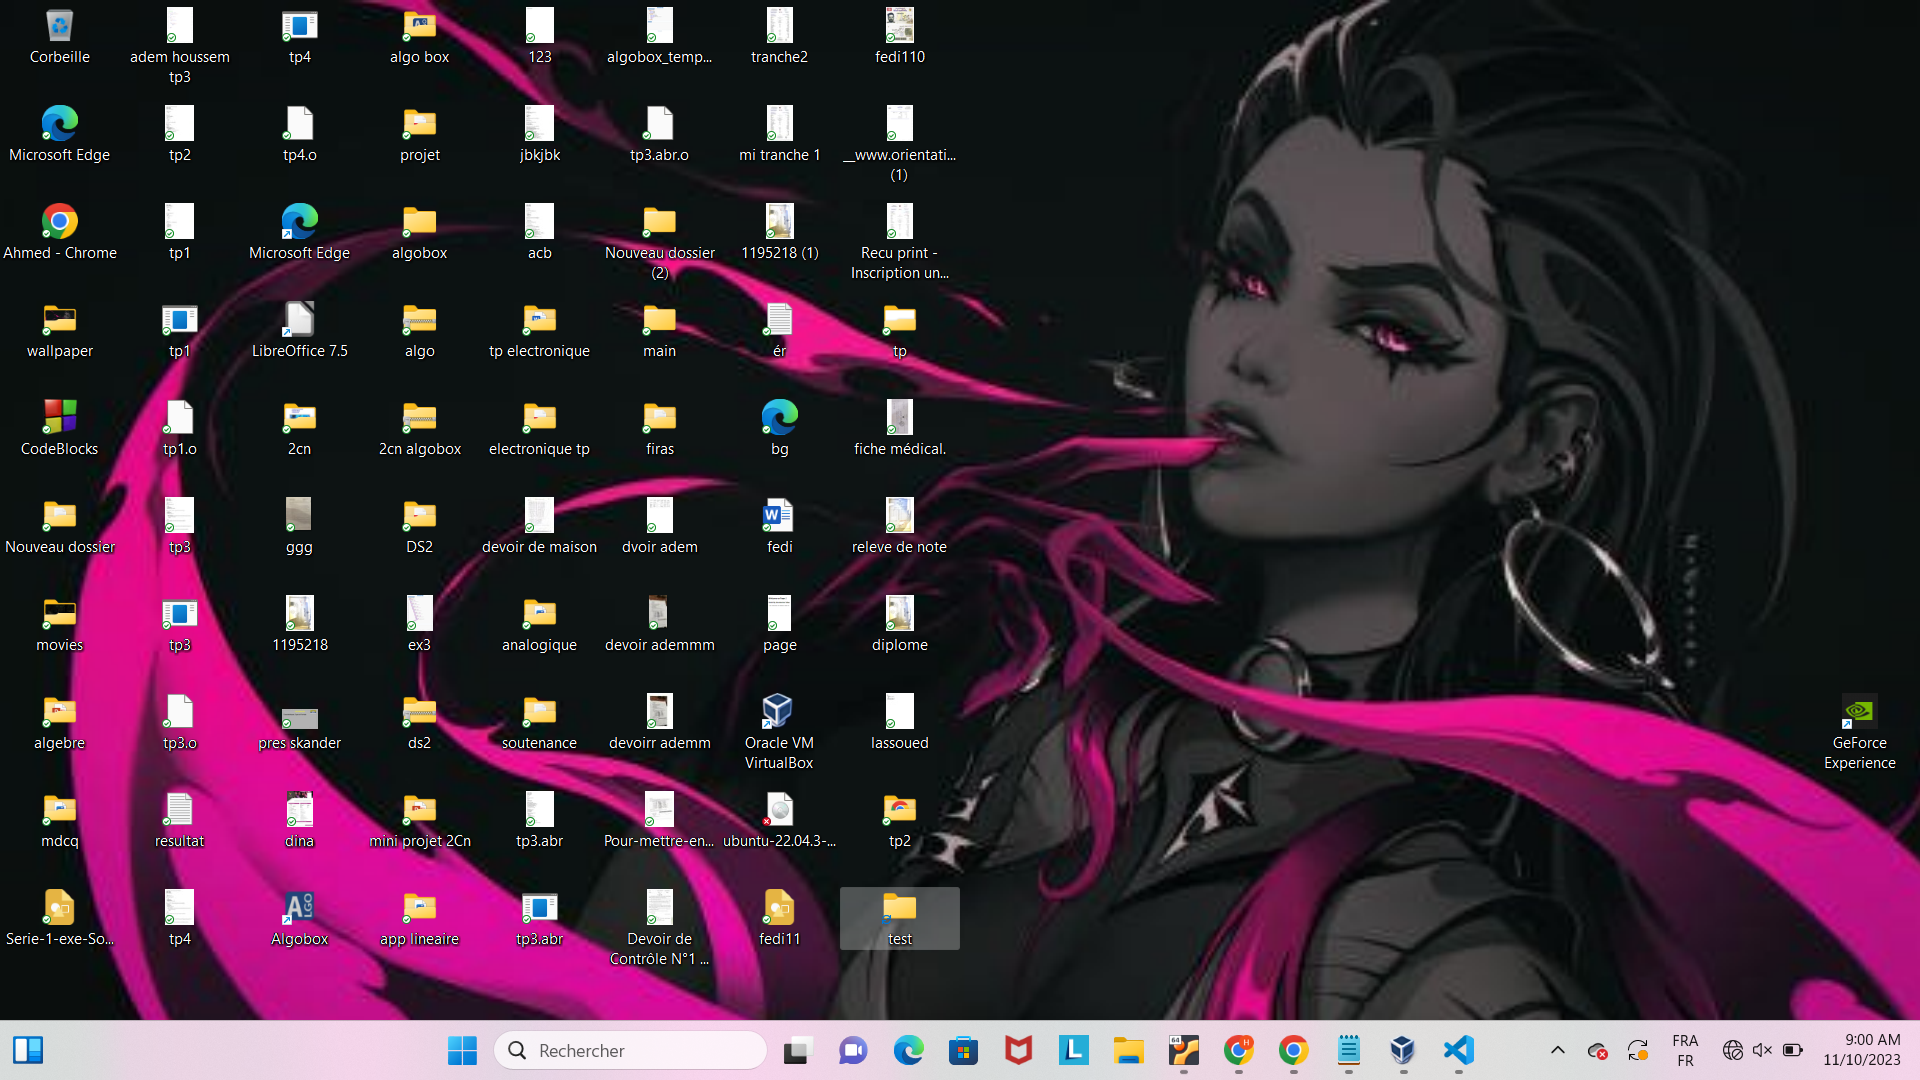 Corbeille
adem houssem
tp3
tp4
algo box
123
algobox_temp...
tranche2
fedi110
Microsoft Edge
tp2
tp4.o
projet
jbkjbk
tp3.abr.o
mi tranche 1
__www.orientati...
(1)
Ahmed - Chrome
tp1
Microsoft Edge
algobox
acb
Nouveau dossier
(2)
1195218 (1)
Recu print -
Inscription un...
wallpaper
tp1
LibreOffice 7.5
algo
tp electronique
main
ér
tp
CodeBlocks
tp1.o
2cn
2cn algobox
electronique tp
firas
bg
fiche médical.
Nouveau dossier
tp3
ggg
DS2
devoir de maison
dvoir adem
fedi
releve de note
movies
tp3
1195218
ex3
analogique
devoir ademmm
page
diplome
algebre
tp3.o
pres skander
ds2
soutenance
devoirr ademm
Oracle VM
VirtualBox
lassoued
GeForce
Experience
mdcq
resultat
dina
mini projet 2Cn
tp3.abr
Pour-mettre-en...
ubuntu-22.04.3-...
tp2
Serie-1-exe-So...
tp4
Algobox
app lineaire
tp3.abr
Devoir de
Contrôle N°1 ...
fedi11
test
Rechercher
FRA
FR
9:00 AM
11/10/2023